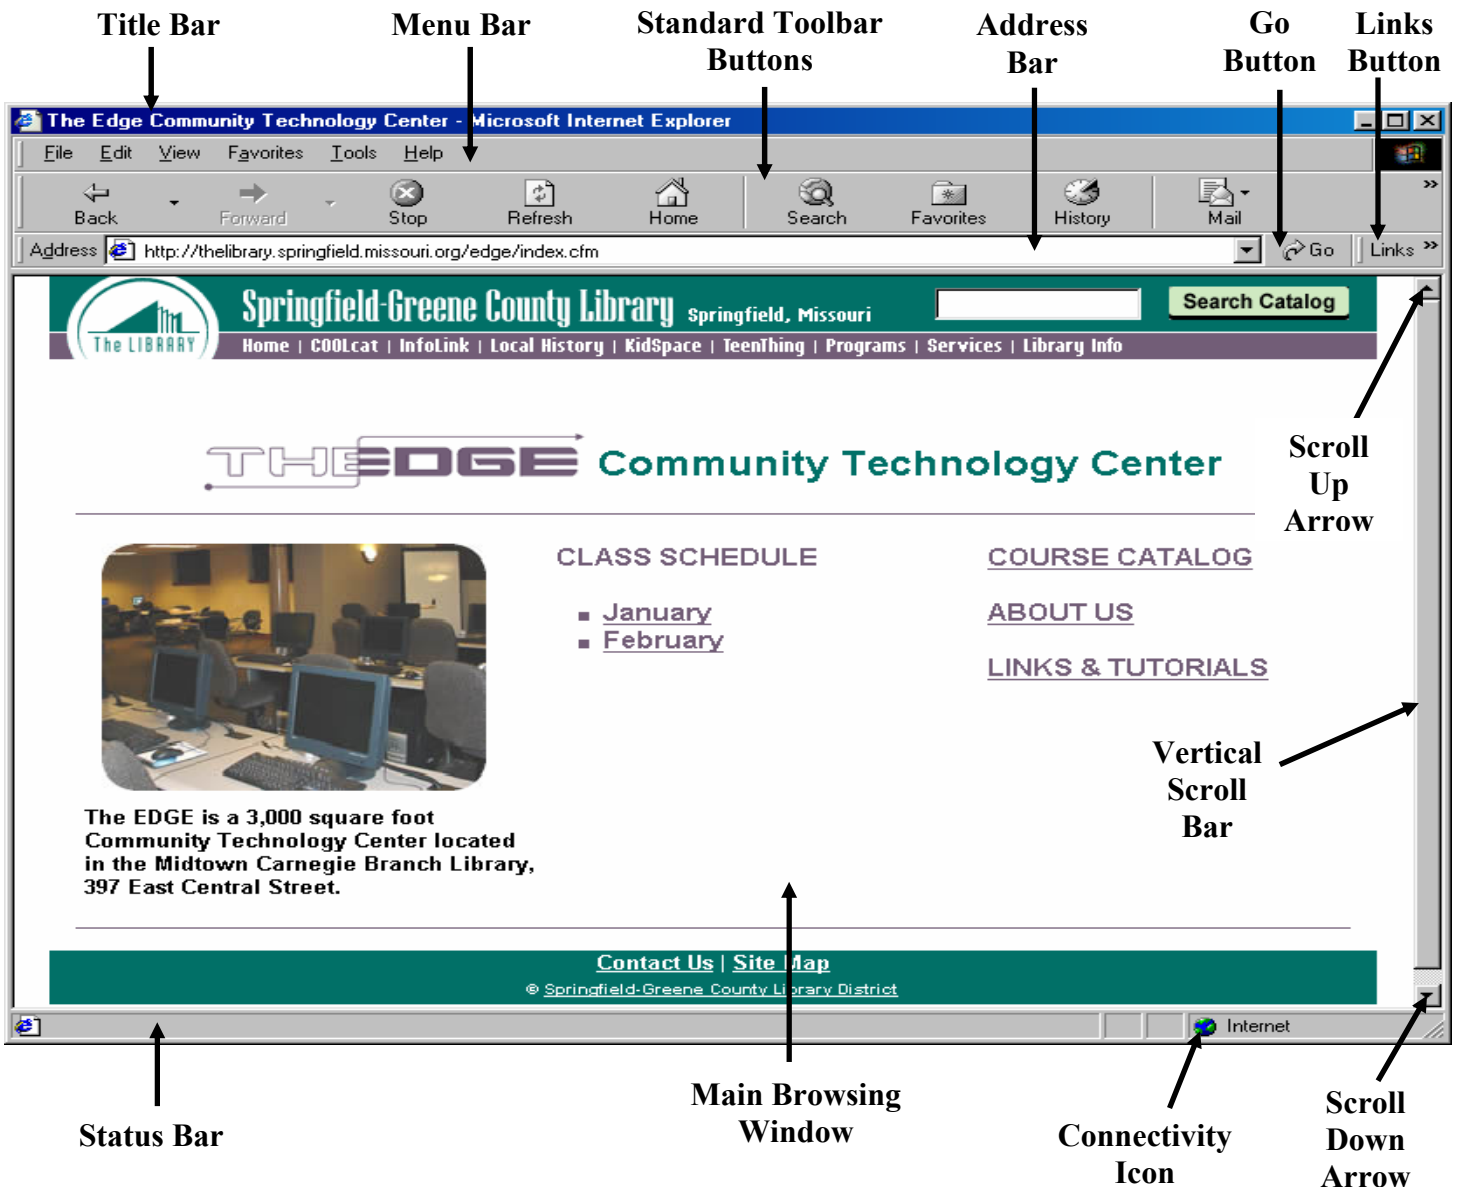 Title Bar
Menu Bar
Standard Toolbar
Buttons
Address
Bar
Go
Button
Links
Button
The Edge Community Technology Center - Microsoft Internet Explorer
File Edit View Favorites Tools Help
Back Forward Stop Refresh Home Search Favorites History Mail »
Address http://thelibrary.springfield.missouri.org/edge/index.cfm Go Links »
The LIBRARY
Springfield-Greene County Library Springfield, Missouri Search Catalog
Home | COOLcat | InfoLink | Local History | KidSpace | TeenThing | Programs | Services | Library Info
THE EDGE Community Technology Center
Scroll
Up
Arrow
CLASS SCHEDULE
▪ January
▪ February
COURSE CATALOG
ABOUT US
LINKS & TUTORIALS
Vertical
Scroll
Bar
The EDGE is a 3,000 square foot
Community Technology Center located
in the Midtown Carnegie Branch Library,
397 East Central Street.
Contact Us | Site Map
© Springfield-Greene County Library District
Internet
Status Bar
Main Browsing
Window
Connectivity
Icon
Scroll
Down
Arrow